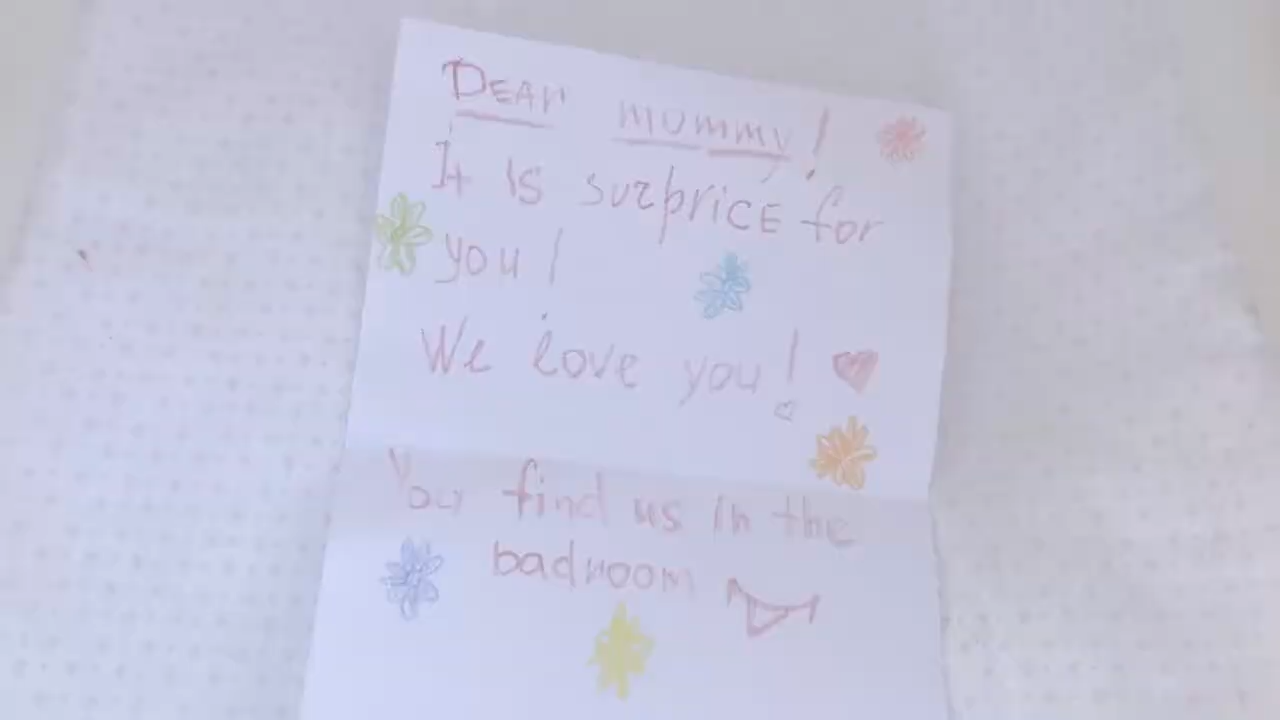 DEAr mommy!
It is surpricE for
you!
We love you!
You find us in the
badroom